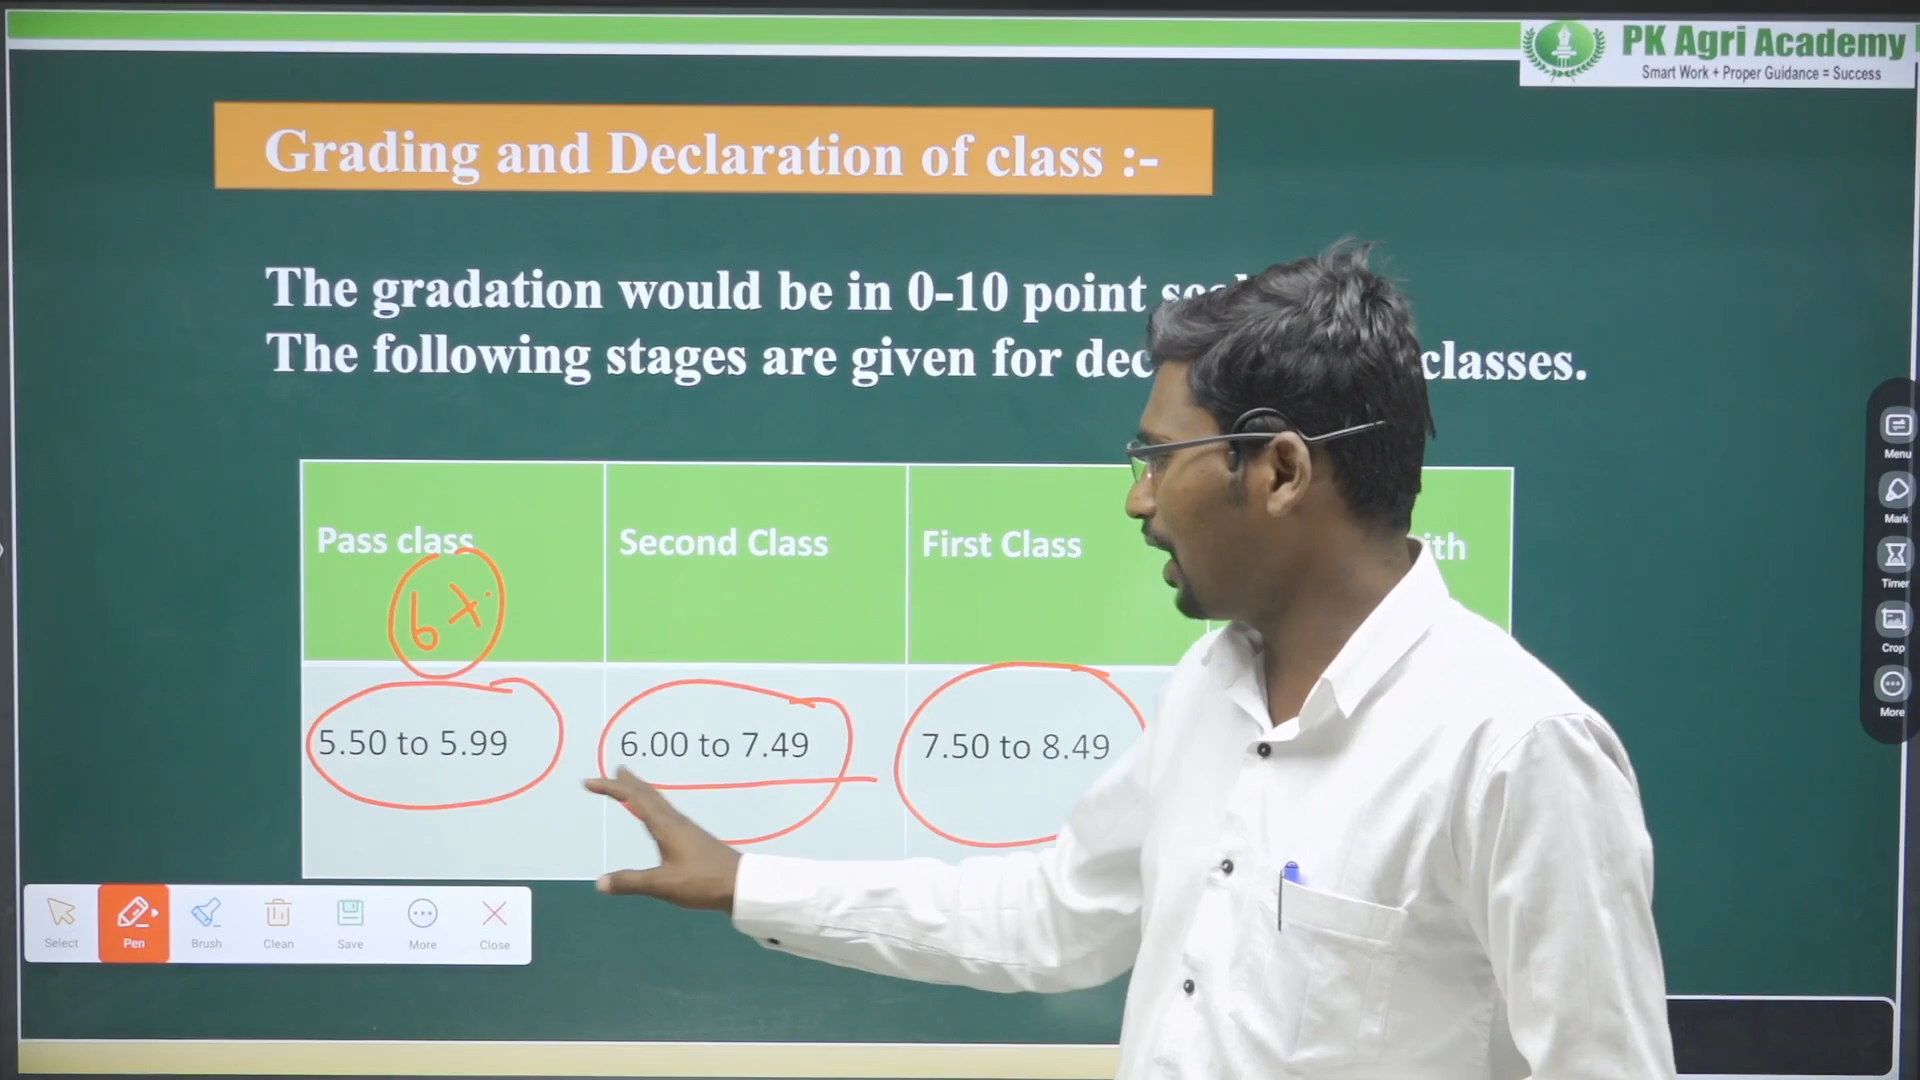 PK Agri Academy
Smart Work + Proper Guidance = Success
Grading and Declaration of class :-
The gradation would be in 0-10 point
The following stages are given for classes.
Pass class
Second Class
First Class
6
5.50 to 5.99
6.00 to 7.49
7.50 to 8.49
Menu
Mark
Timer
Crop
More
Select
Pen
Brush
Clean
Save
More
Close